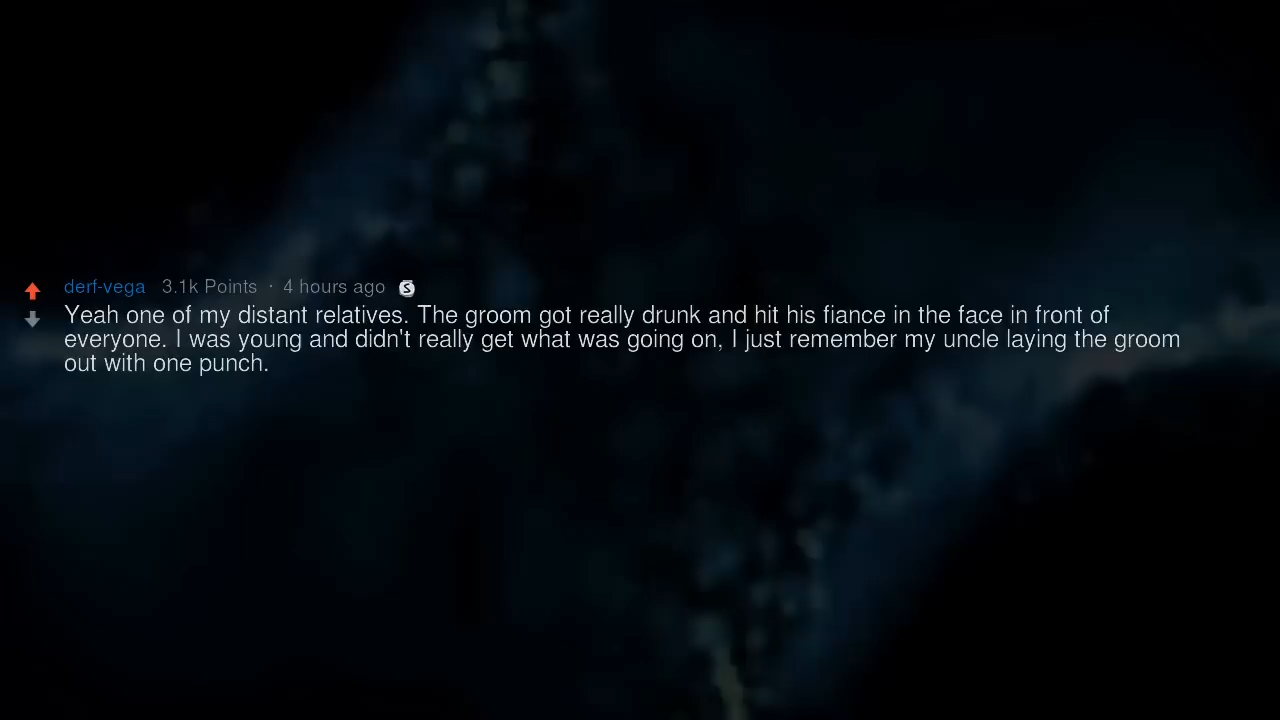 derf-vega 3.1k Points · 4 hours ago S
Yeah one of my distant relatives. The groom got really drunk and hit his fiance in the face in front of
everyone. I was young and didn't really get what was going on, I just remember my uncle laying the groom
out with one punch.